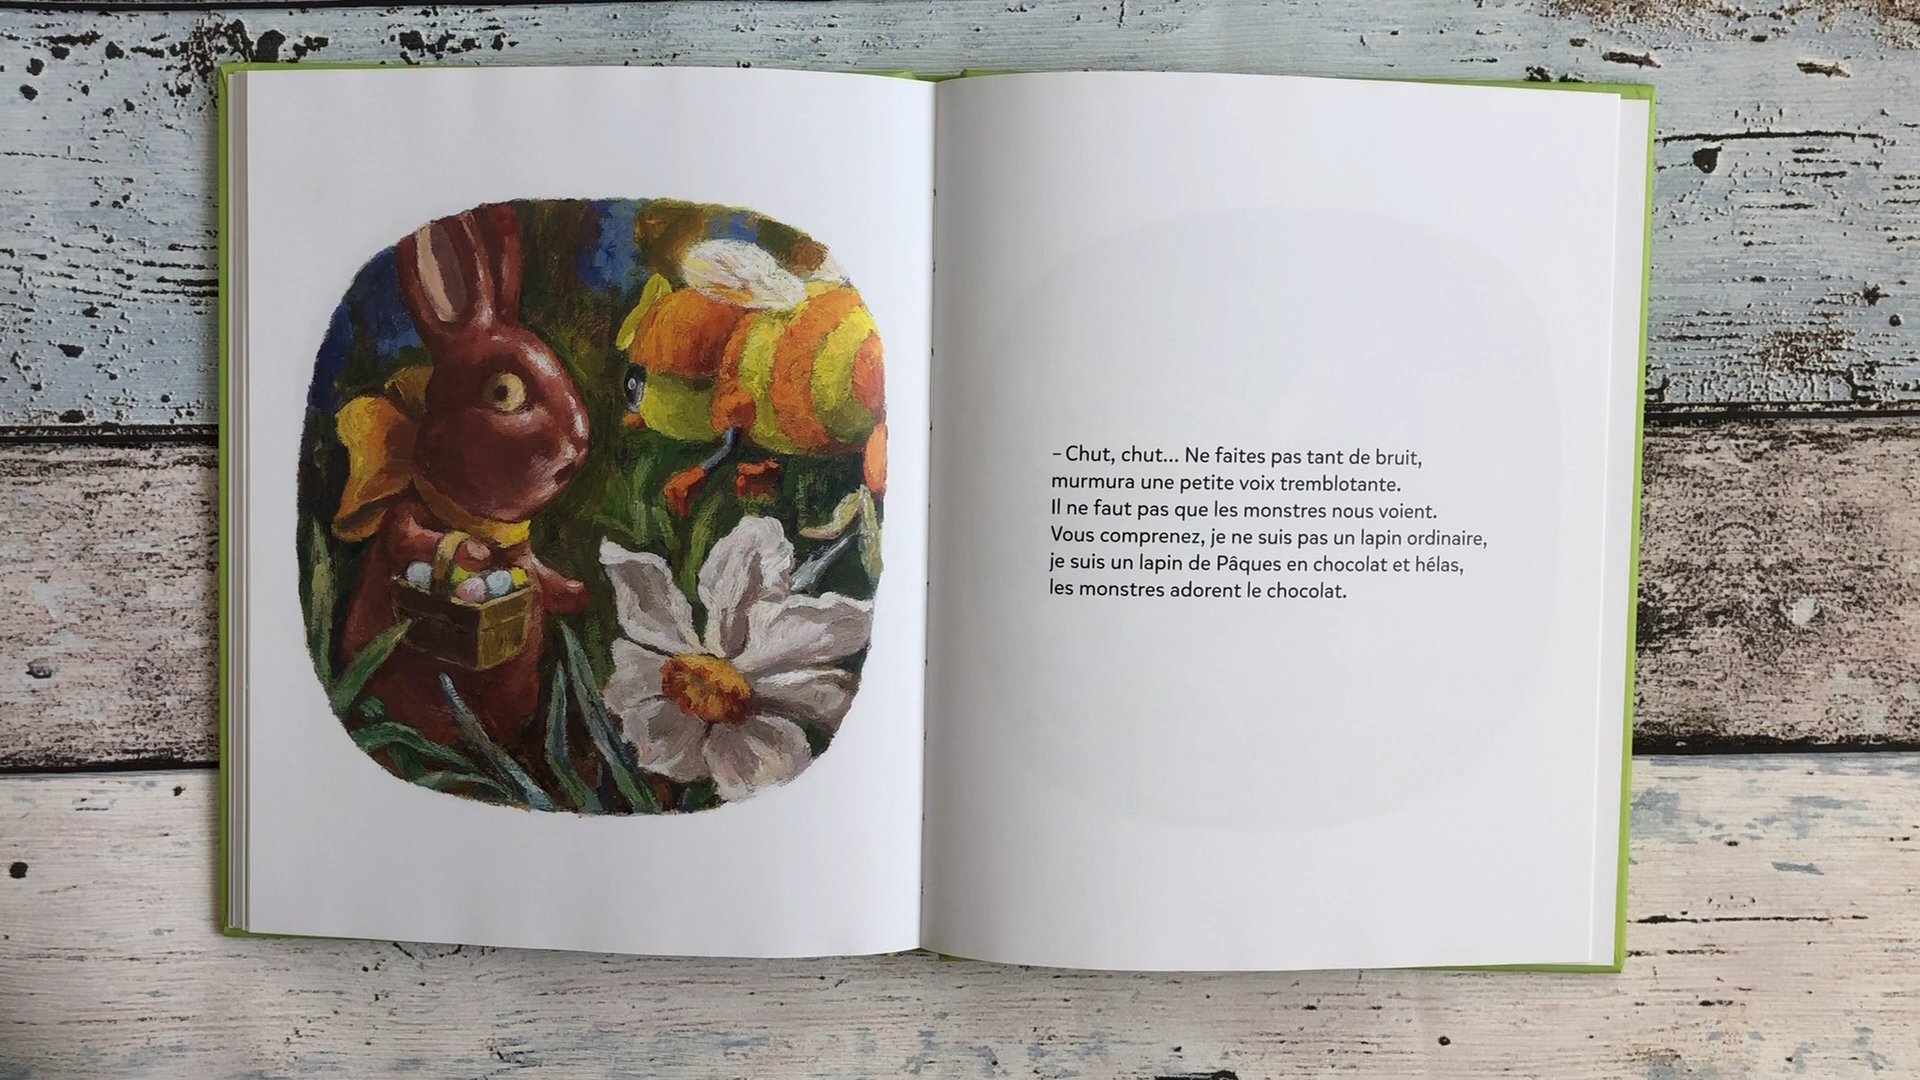 – Chut, chut... Ne faites pas tant de bruit,
murmura une petite voix tremblotante.
Il ne faut pas que les monstres nous voient.
Vous comprenez, je ne suis pas un lapin ordinaire,
je suis un lapin de Pâques en chocolat et hélas,
les monstres adorent le chocolat.